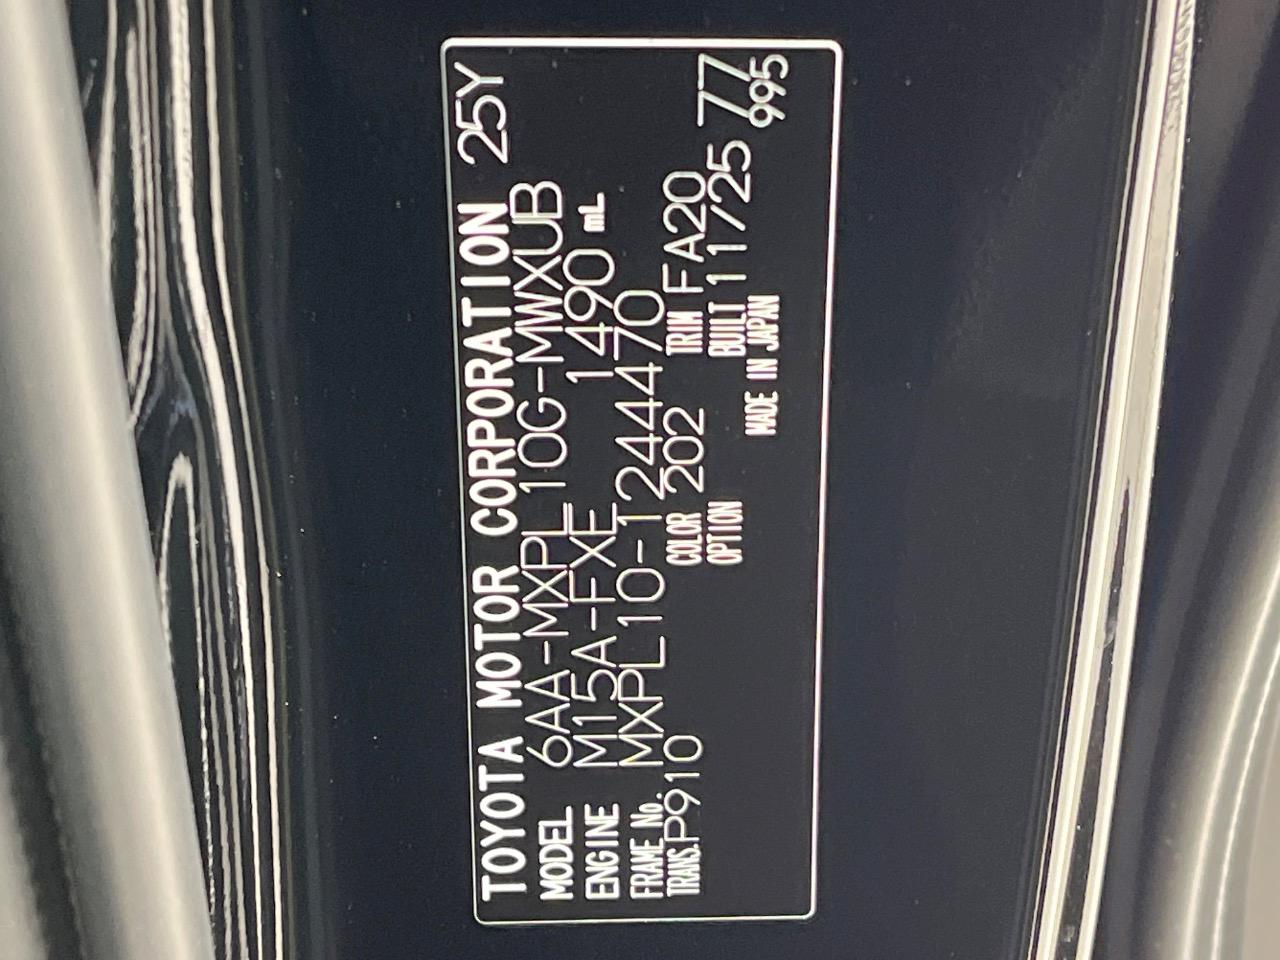 TOYOTA MOTOR CORPORATION 25Y
MODEL 6AA-MXPL10G-MWXUB
ENGINE M15A-FXE 1490 mL
FRAME No. MXPL10-1244470
TRANS. P910 COLOR 202 TRIM FA20 77
OPTION BUILT 11/25 995
MADE IN JAPAN